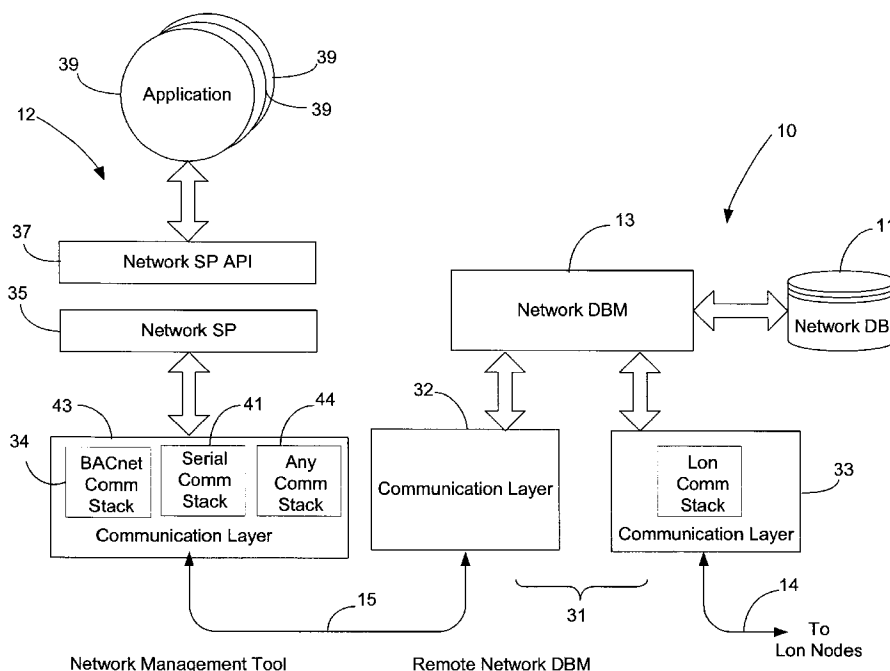 39
39
Application
39
12
10
37
Network SP API
13
11
35
Network SP
Network DBM
Network DB
43
41
44
32
34
BACnet
Comm
Stack
Serial
Comm
Stack
Any
Comm
Stack
Communication Layer
Communication Layer
Lon
Comm
Stack
Communication Layer
33
15
31
14
To
Lon Nodes
Network Management Tool
Remote Network DBM